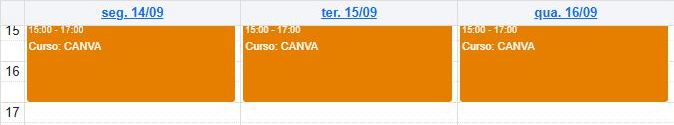 seg. 14/09 ter. 15/09 qua. 16/09
15 15:00 - 17:00 15:00 - 17:00 15:00 - 17:00
Curso: CANVA Curso: CANVA Curso: CANVA
16
17